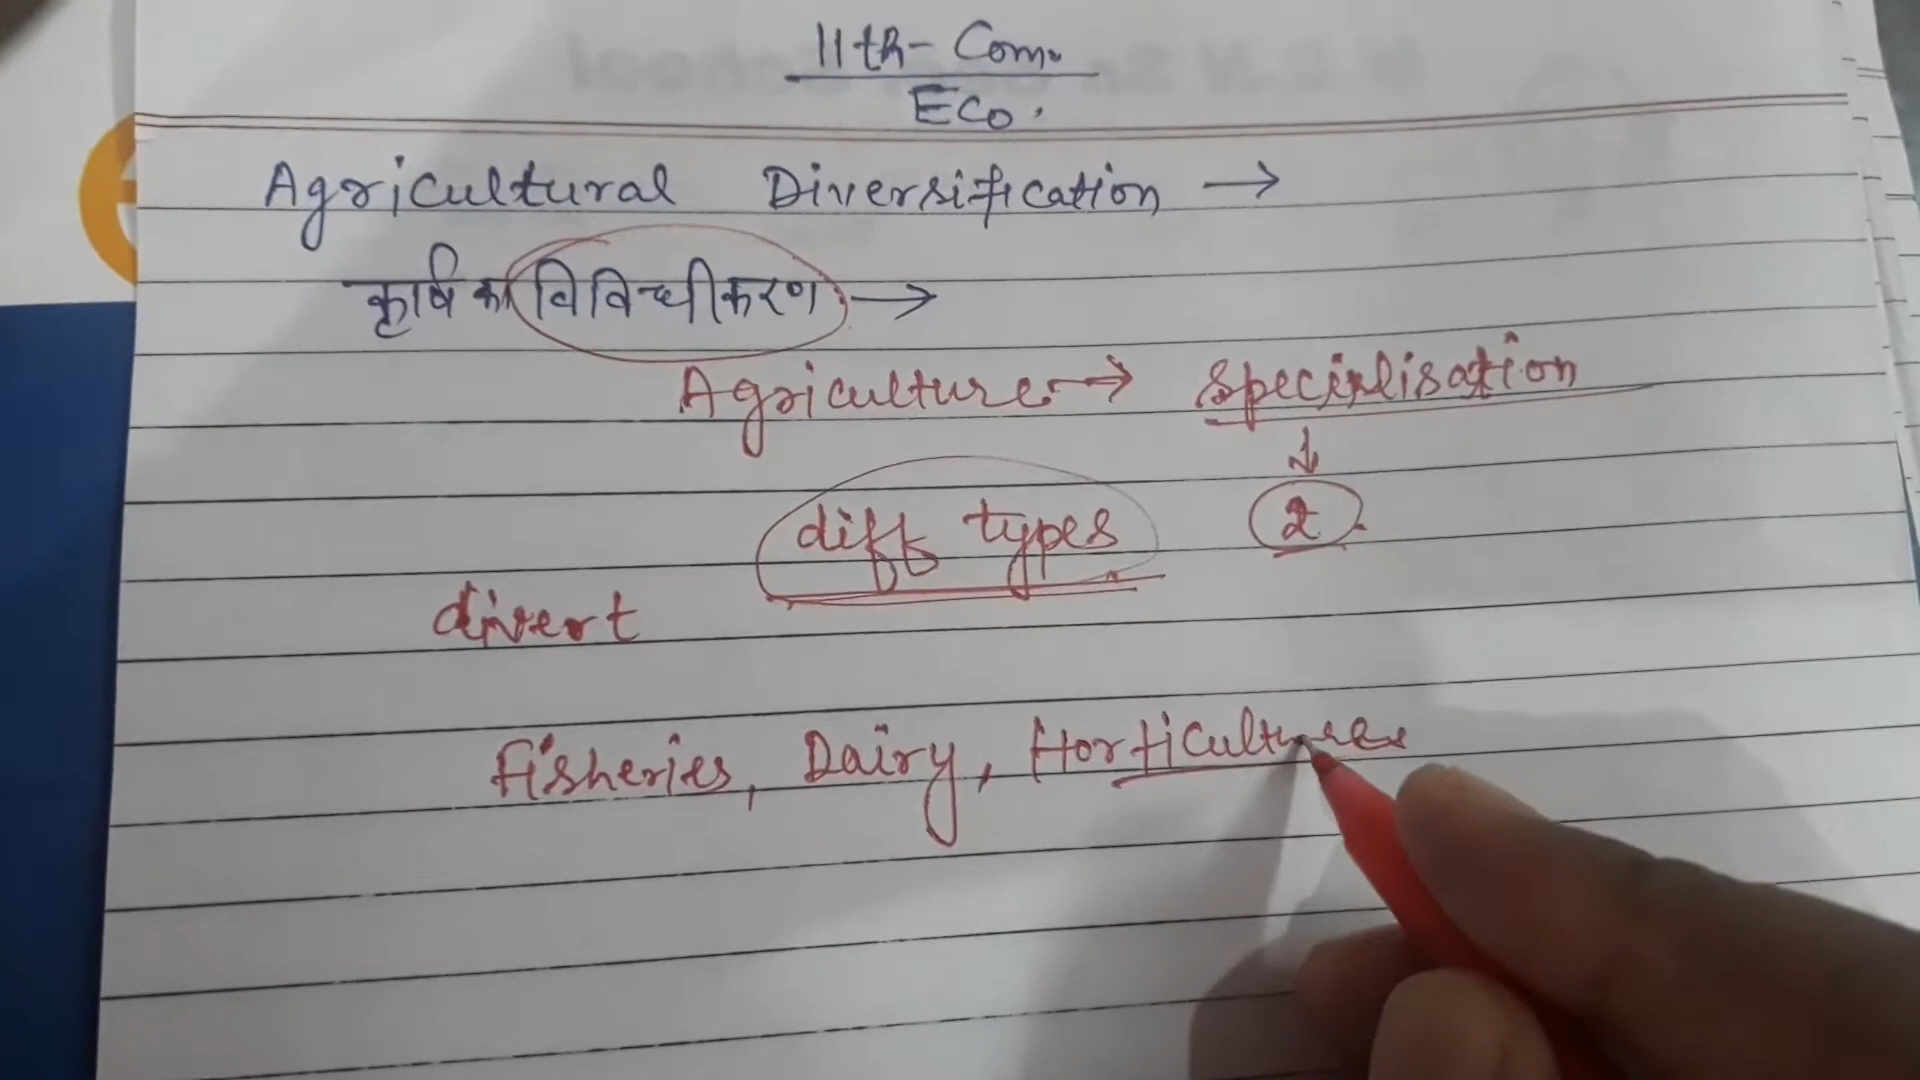 11th- Com.
Eco.
Agricultural Diversification →
कृषि का विविधीकरण →
Agriculture → specialisation
↓
diff types 2
divert
Fisheries, Dairy, Horticulture